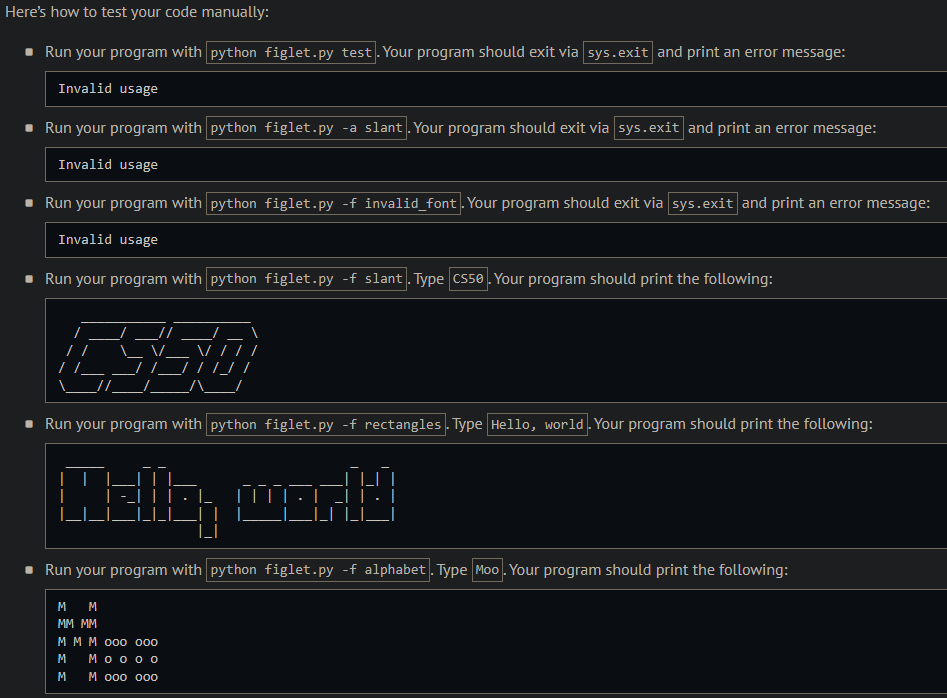 Here's how to test your code manually:
Run your program with python figlet.py test. Your program should exit via sys.exit and print an error message:
Invalid usage
Run your program with python figlet.py -a slant. Your program should exit via sys.exit and print an error message:
Invalid usage
Run your program with python figlet.py -f invalid_font. Your program should exit via sys.exit and print an error message:
Invalid usage
Run your program with python figlet.py -f slant. Type CS50. Your program should print the following:
   ___________ __________
  / ____/ ___// ____/ __ \
 / /    \__ \/___ \/ / / /
/ /___ ___/ /___/ / /_/ /
\____//____/_____/\____/
Run your program with python figlet.py -f rectangles. Type Hello, world. Your program should print the following:
 _____     _ _                         _   _
|  |  |___| | |___      _ _ _ ___ ___| |_| |
|     | -_| | | . |_   | | | | . |  _| | . |
|__|__|___|_|_|___| |  |_____|___|_| |_|___|
                  |_|
Run your program with python figlet.py -f alphabet. Type Moo. Your program should print the following:
M   M
MM MM
M M M ooo ooo
M   M o o o o
M   M ooo ooo